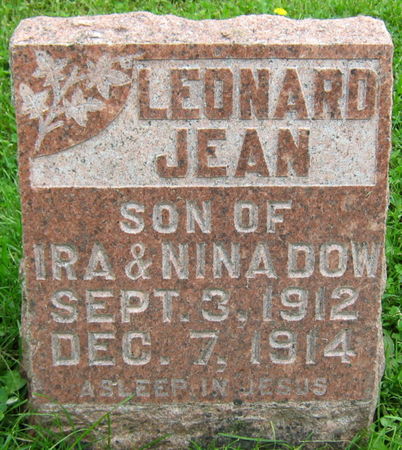 LEONARD
JEAN
SON OF
IRA & NINA DOW
SEPT. 3, 1912
DEC. 7, 1914
ASLEEP IN JESUS